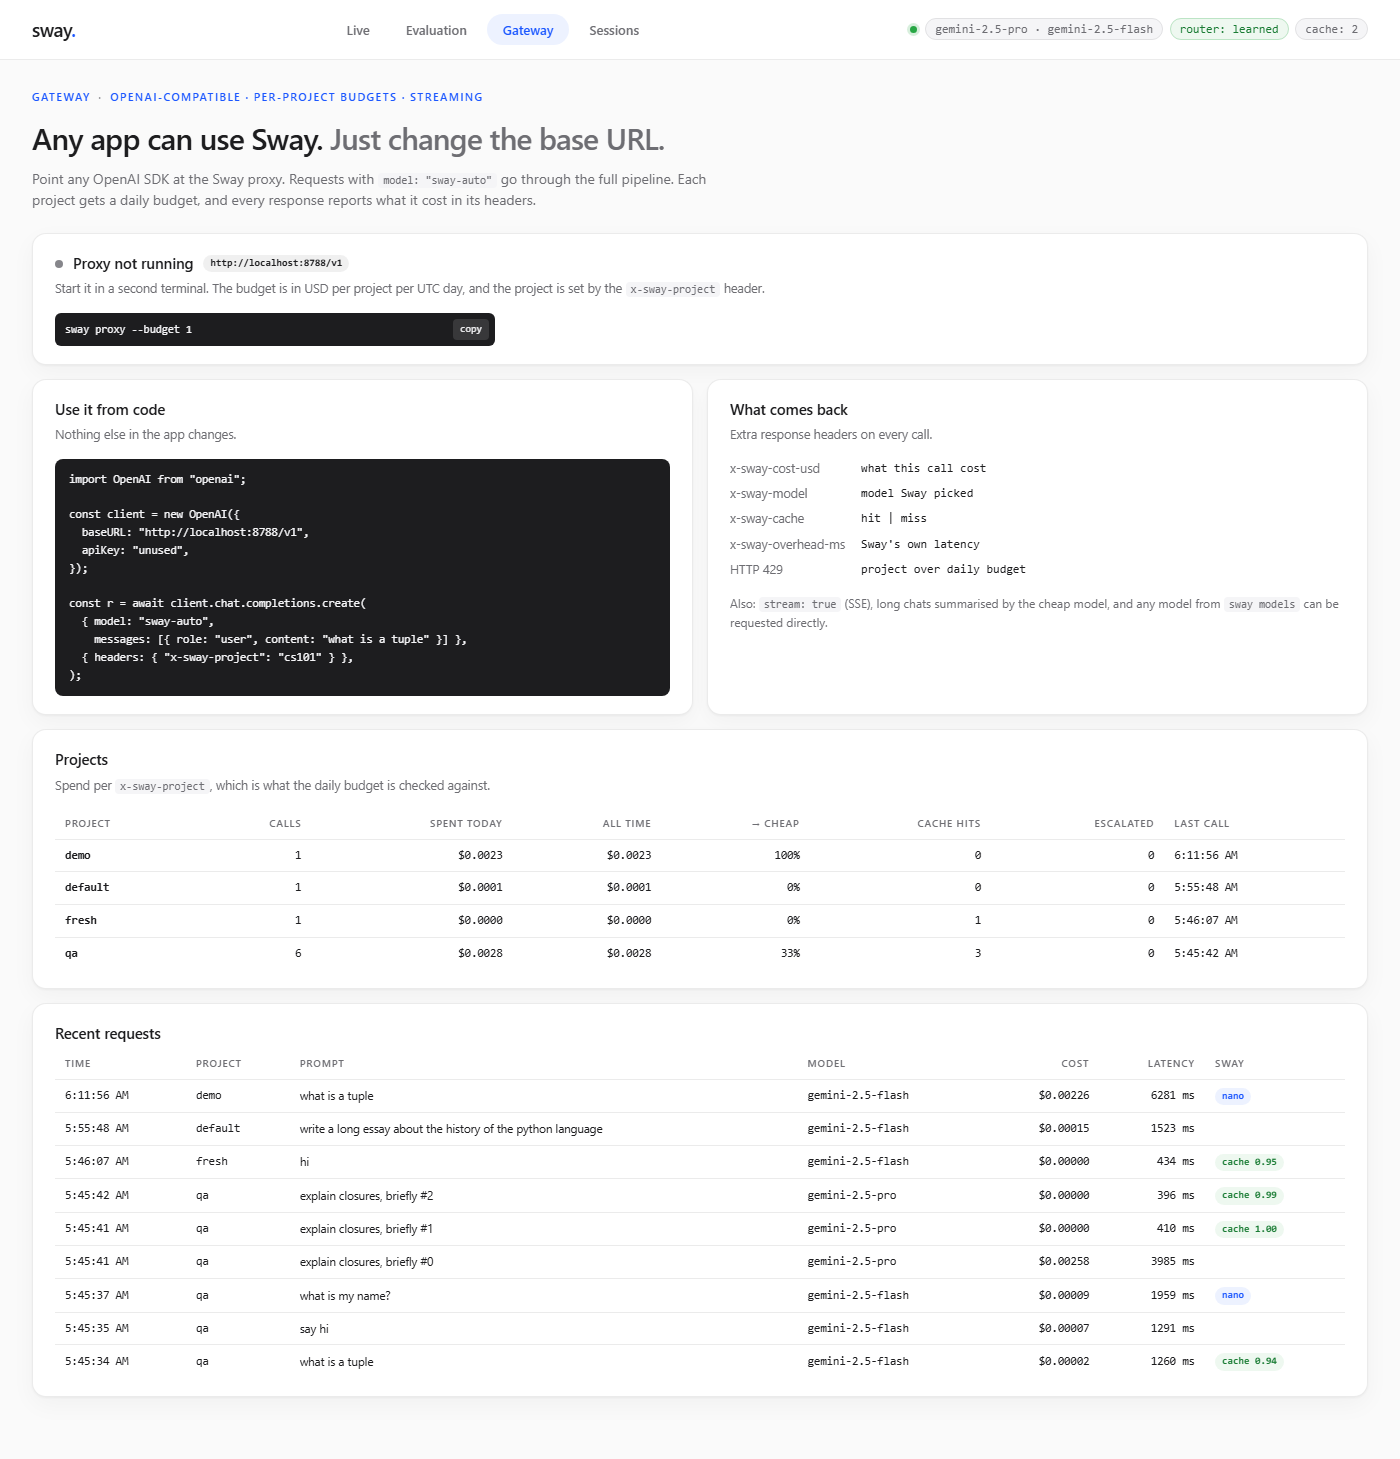 sway.
Live Evaluation Gateway Sessions
gemini-2.5-pro · gemini-2.5-flash router: learned cache: 2
GATEWAY · OPENAI-COMPATIBLE · PER-PROJECT BUDGETS · STREAMING
Any app can use Sway. Just change the base URL.
Point any OpenAI SDK at the Sway proxy. Requests with model: "sway-auto" go through the full pipeline. Each
project gets a daily budget, and every response reports what it cost in its headers.
Proxy not running http://localhost:8788/v1
Start it in a second terminal. The budget is in USD per project per UTC day, and the project is set by the x-sway-project header.
sway proxy --budget 1 copy
Use it from code
Nothing else in the app changes.
import OpenAI from "openai";
const client = new OpenAI({
baseURL: "http://localhost:8788/v1",
apiKey: "unused",
});
const r = await client.chat.completions.create(
{ model: "sway-auto",
messages: [{ role: "user", content: "what is a tuple" }] },
{ headers: { "x-sway-project": "cs101" } },
);
What comes back
Extra response headers on every call.
x-sway-cost-usd what this call cost
x-sway-model model Sway picked
x-sway-cache hit | miss
x-sway-overhead-ms Sway's own latency
HTTP 429 project over daily budget
Also: stream: true (SSE), long chats summarised by the cheap model, and any model from sway models can be
requested directly.
Projects
Spend per x-sway-project, which is what the daily budget is checked against.
PROJECT CALLS SPENT TODAY ALL TIME → CHEAP CACHE HITS ESCALATED LAST CALL
demo 1 $0.0023 $0.0023 100% 0 0 6:11:56 AM
default 1 $0.0001 $0.0001 0% 0 0 5:55:48 AM
fresh 1 $0.0000 $0.0000 0% 1 0 5:46:07 AM
qa 6 $0.0028 $0.0028 33% 3 0 5:45:42 AM
Recent requests
TIME PROJECT PROMPT MODEL COST LATENCY SWAY
6:11:56 AM demo what is a tuple gemini-2.5-flash $0.00226 6281 ms nano
5:55:48 AM default write a long essay about the history of the python language gemini-2.5-flash $0.00015 1523 ms
5:46:07 AM fresh hi gemini-2.5-flash $0.00000 434 ms cache 0.95
5:45:42 AM qa explain closures, briefly #2 gemini-2.5-pro $0.00000 396 ms cache 0.99
5:45:41 AM qa explain closures, briefly #1 gemini-2.5-pro $0.00000 410 ms cache 1.00
5:45:41 AM qa explain closures, briefly #0 gemini-2.5-pro $0.00258 3985 ms
5:45:37 AM qa what is my name? gemini-2.5-flash $0.00009 1959 ms nano
5:45:35 AM qa say hi gemini-2.5-flash $0.00007 1291 ms
5:45:34 AM qa what is a tuple gemini-2.5-flash $0.00002 1260 ms cache 0.94